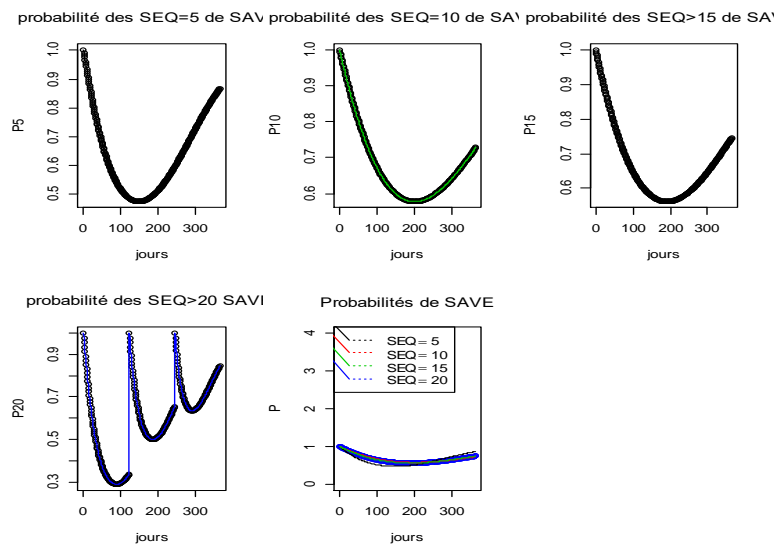 probabilité des SEQ=5 de SAV
probabilité des SEQ=10 de SAV
probabilité des SEQ>15 de SAV
P5
0.5 0.6 0.7 0.8 0.9 1.0
0 100 200 300
jours
P10
0.6 0.7 0.8 0.9 1.0
0 100 200 300
jours
P15
0.6 0.7 0.8 0.9 1.0
0 100 200 300
jours
probabilité des SEQ>20 SAVI
Probabilités de SAVE
P20
0.3 0.5 0.7 0.9
0 100 200 300
jours
P
0 1 2 3 4
SEQ= 5
SEQ= 10
SEQ= 15
SEQ= 20
0 100 200 300
jours